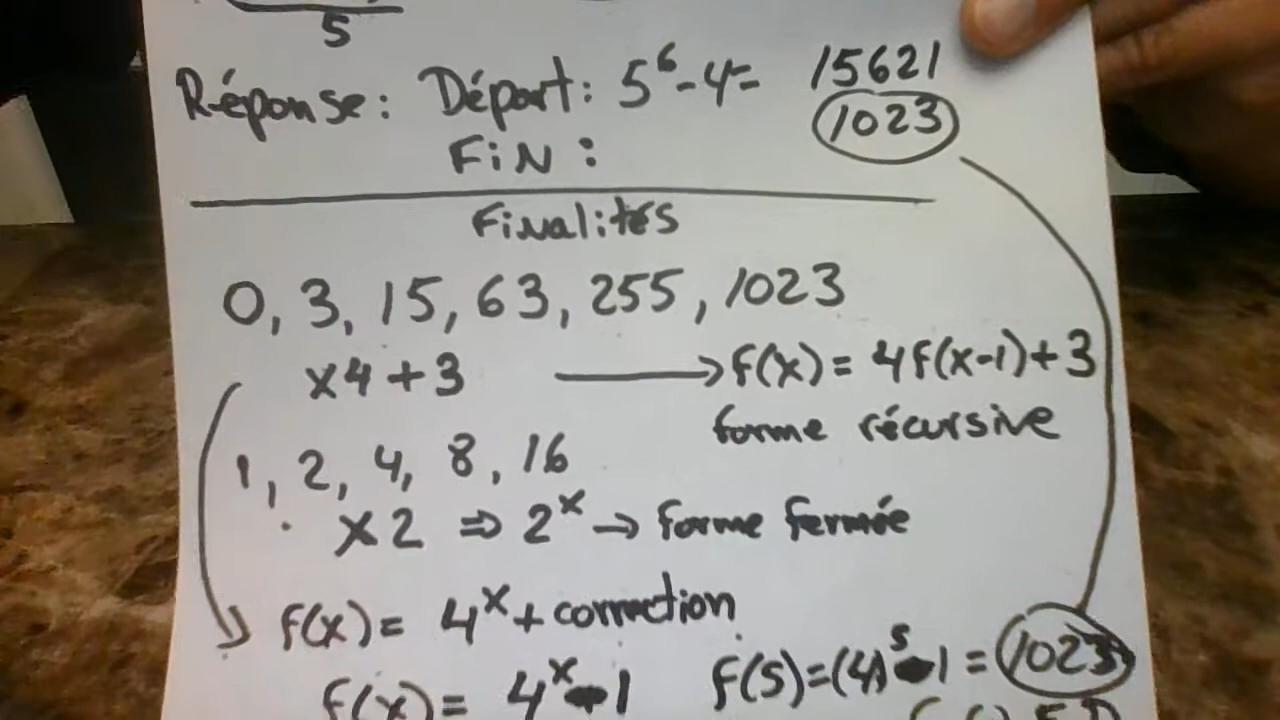 5
Réponse: Départ: 5⁶-4= 15621
FiN : 1023
Finalités
0, 3, 15, 63, 255, 1023
x4+3 → f(x)= 4f(x-1)+3
forme récursive
1, 2, 4, 8, 16
x2 ⇒ 2ˣ → forme fermée
f(x)= 4ˣ+correction
f(x)= 4ˣ-1 f(5)=(4)⁵-1 = 1023